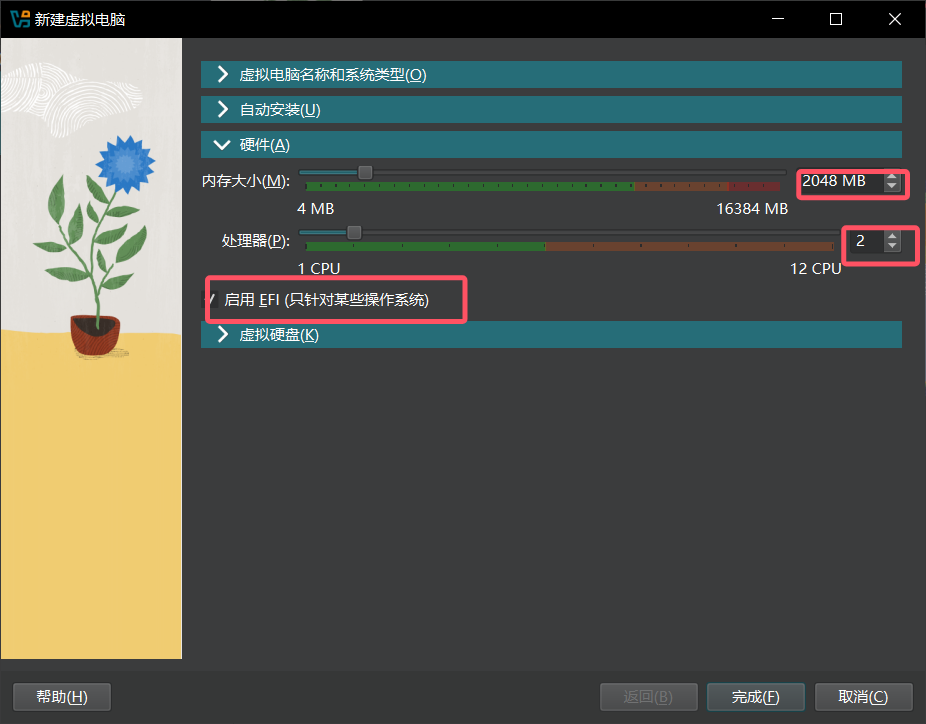 新建虚拟电脑
虚拟电脑名称和系统类型(O)
自动安装(U)
硬件(A)
内存大小(M): 2048 MB
4 MB 16384 MB
处理器(P): 2
1 CPU 12 CPU
启用 EFI (只针对某些操作系统)
虚拟硬盘(K)
帮助(H) 返回(B) 完成(F) 取消(C)